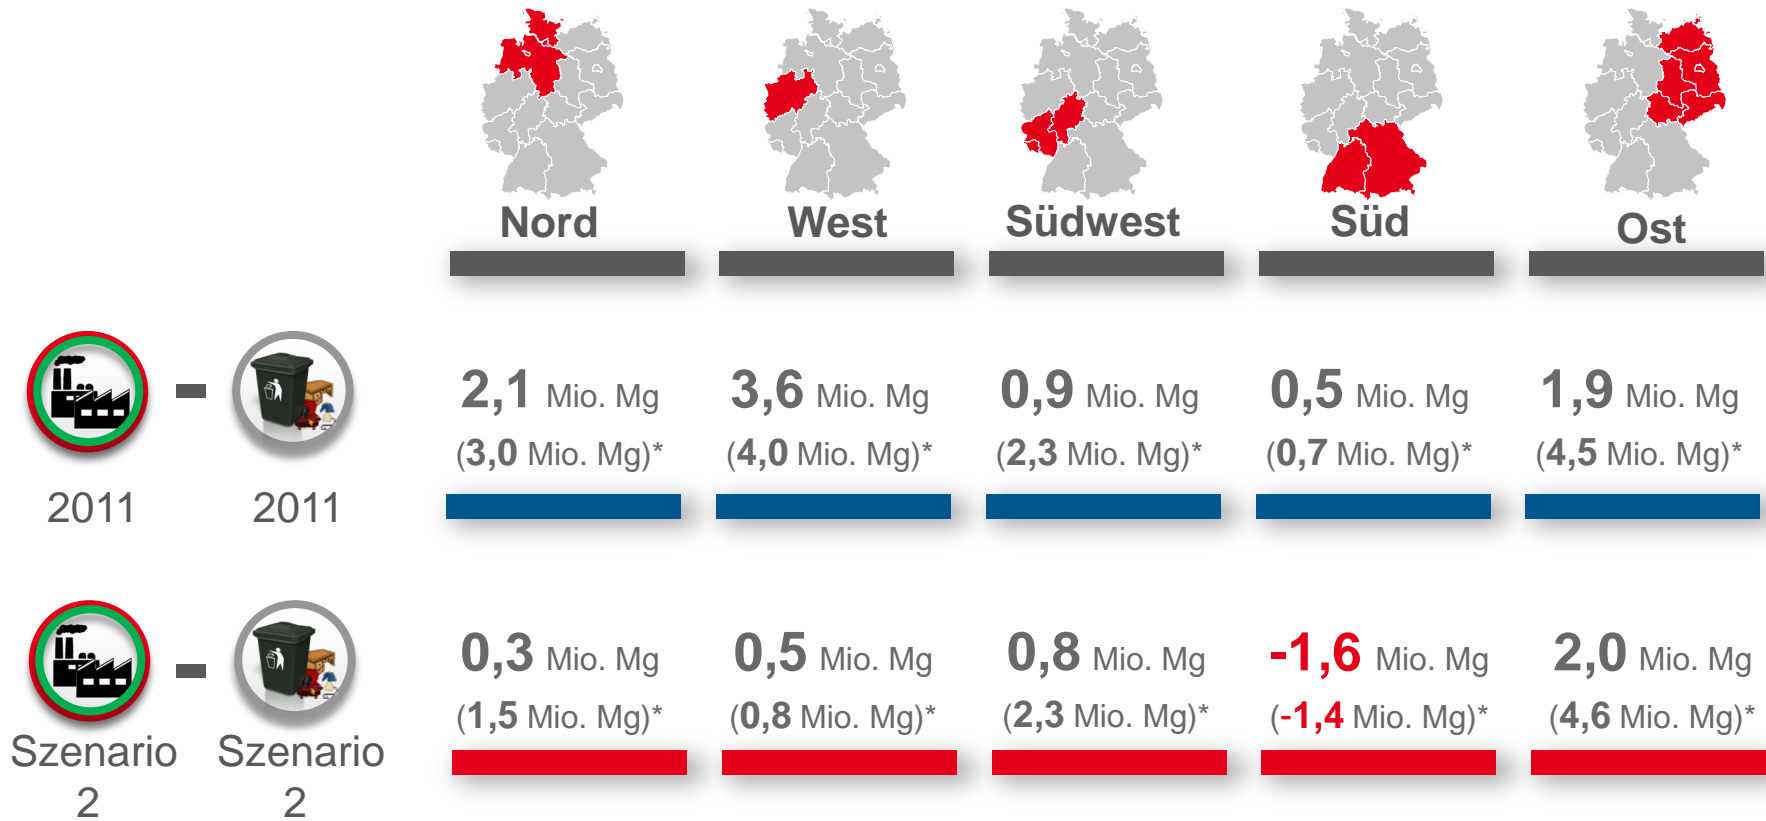 Nord West Südwest Süd Ost
2,1 Mio. Mg 3,6 Mio. Mg 0,9 Mio. Mg 0,5 Mio. Mg 1,9 Mio. Mg
(3,0 Mio. Mg)* (4,0 Mio. Mg)* (2,3 Mio. Mg)* (0,7 Mio. Mg)* (4,5 Mio. Mg)*
2011 2011
0,3 Mio. Mg 0,5 Mio. Mg 0,8 Mio. Mg -1,6 Mio. Mg 2,0 Mio. Mg
(1,5 Mio. Mg)* (0,8 Mio. Mg)* (2,3 Mio. Mg)* (-1,4 Mio. Mg)* (4,6 Mio. Mg)*
Szenario Szenario
2 2